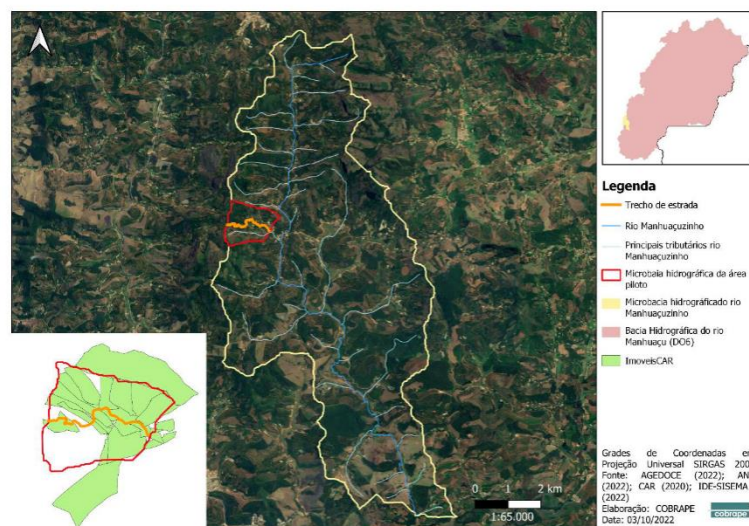 Legenda
Trecho de estrada
Rio Manhuaçuzinho
Principais tributários rio
Manhuaçuzinho
Microbaia hidrográfica da área
piloto
Microbacia hidrográficado rio
Manhuaçuzinho
Bacia Hidrográfica do rio
Manhuaçu (DO6)
ImoveisCAR
0 1 2 km
1:65.000
Grades de Coordenadas em
Projeção Universal SIRGAS 200
Fonte: AGEDOCE (2022); AN
(2022); CAR (2020); IDE-SISEMA
(2022)
Elaboração: COBRAPE
Data: 03/10/2022
cobrape